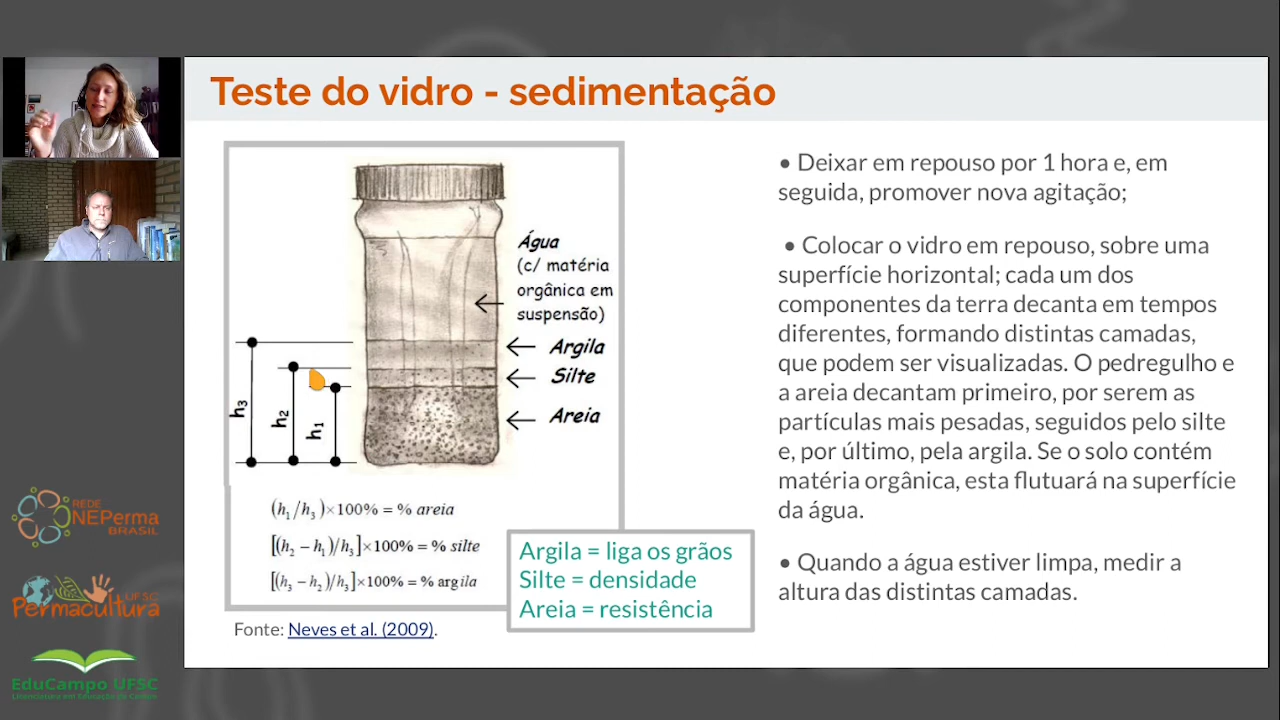 Teste do vidro - sedimentação
Água
(c/ matéria
orgânica em
suspensão)
Argila
Silte
Areia
h3
h2
h1
(h1/h3)×100% = % areia
[(h2 − h1)/h3]×100% = % silte
[(h3 − h2)/h3]×100% = % argila
Argila = liga os grãos
Silte = densidade
Areia = resistência
Fonte: Neves et al. (2009).
• Deixar em repouso por 1 hora e, em
seguida, promover nova agitação;
• Colocar o vidro em repouso, sobre uma
superfície horizontal; cada um dos
componentes da terra decanta em tempos
diferentes, formando distintas camadas,
que podem ser visualizadas. O pedregulho e
a areia decantam primeiro, por serem as
partículas mais pesadas, seguidos pelo silte
e, por último, pela argila. Se o solo contém
matéria orgânica, esta flutuará na superfície
da água.
• Quando a água estiver limpa, medir a
altura das distintas camadas.
REDE
NEPerma
BRASIL
UFSC
Permacultura
EduCampo UFSC
Licenciatura em Educação do Campo